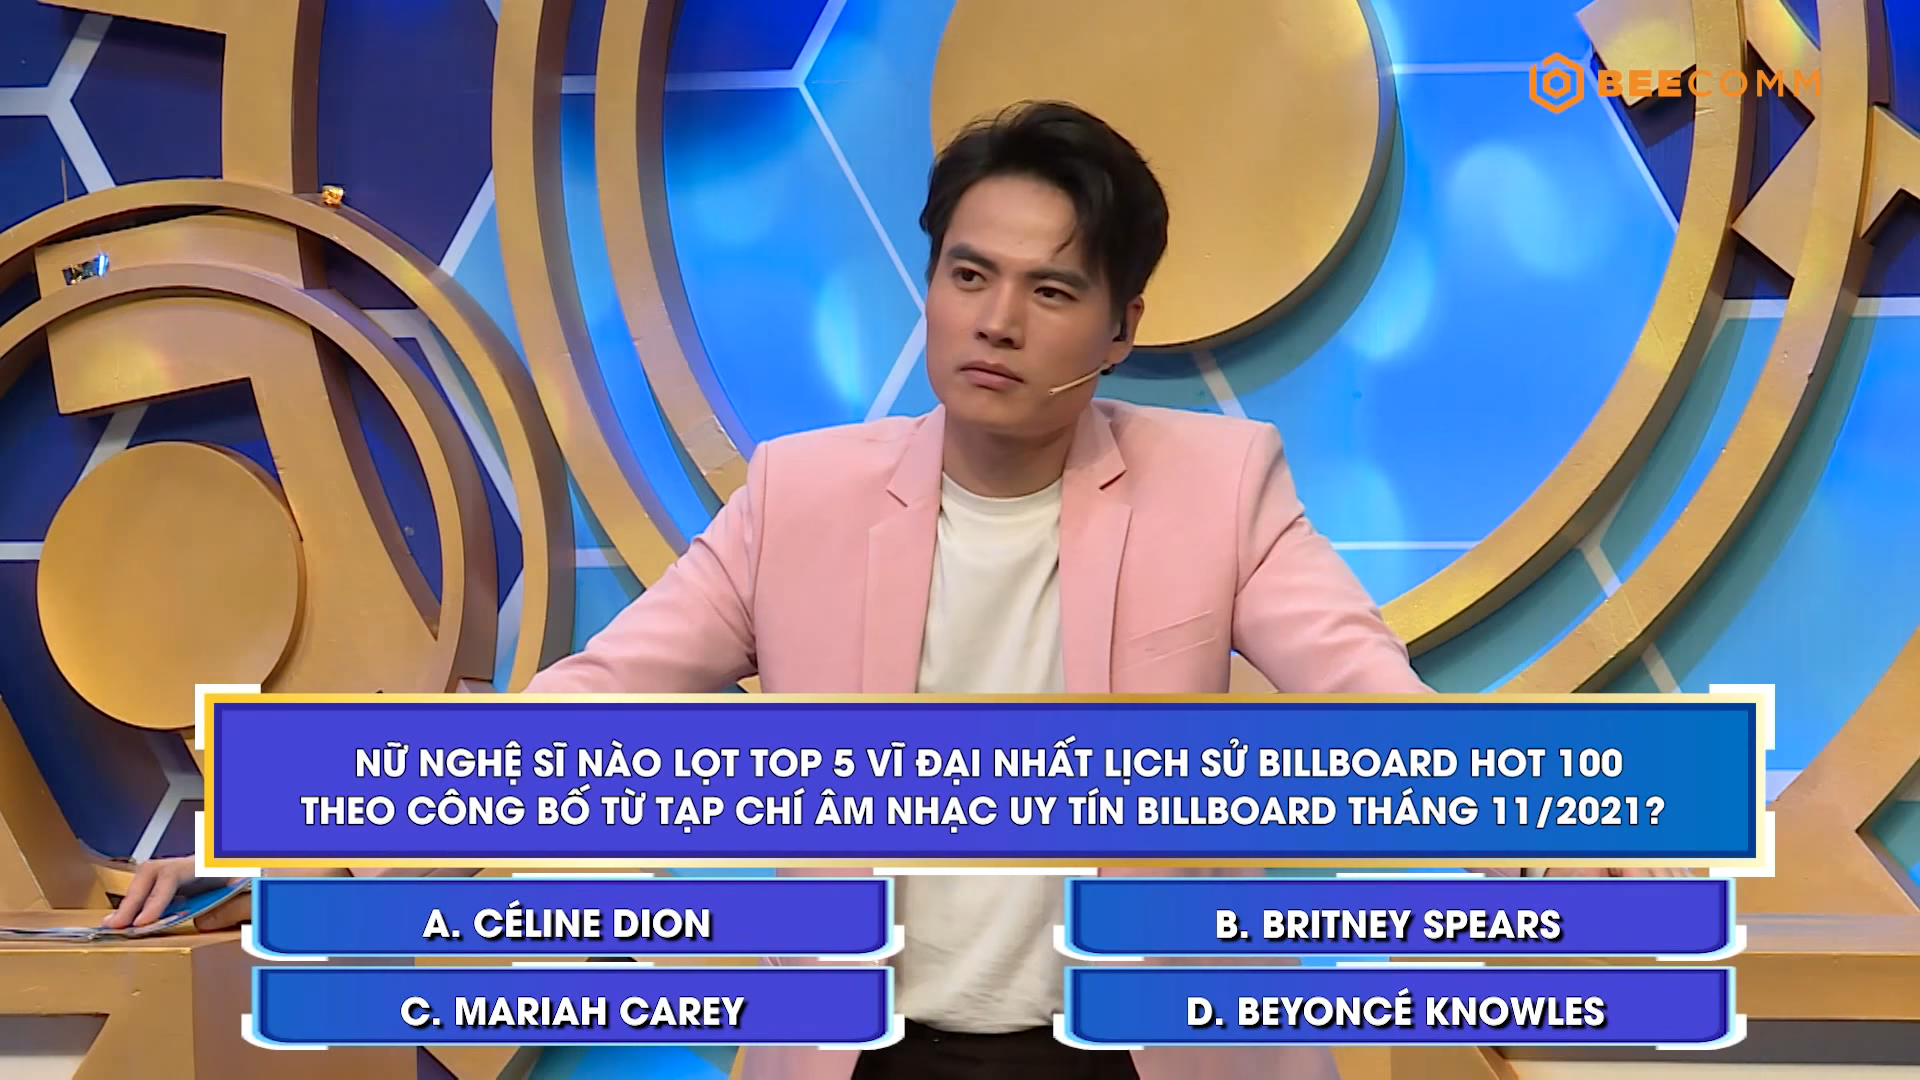 BEECOMM
NỮ NGHỆ SĨ NÀO LỌT TOP 5 VĨ ĐẠI NHẤT LỊCH SỬ BILLBOARD HOT 100
THEO CÔNG BỐ TỪ TẠP CHÍ ÂM NHẠC UY TÍN BILLBOARD THÁNG 11/2021?
A. CÉLINE DION
B. BRITNEY SPEARS
C. MARIAH CAREY
D. BEYONCÉ KNOWLES